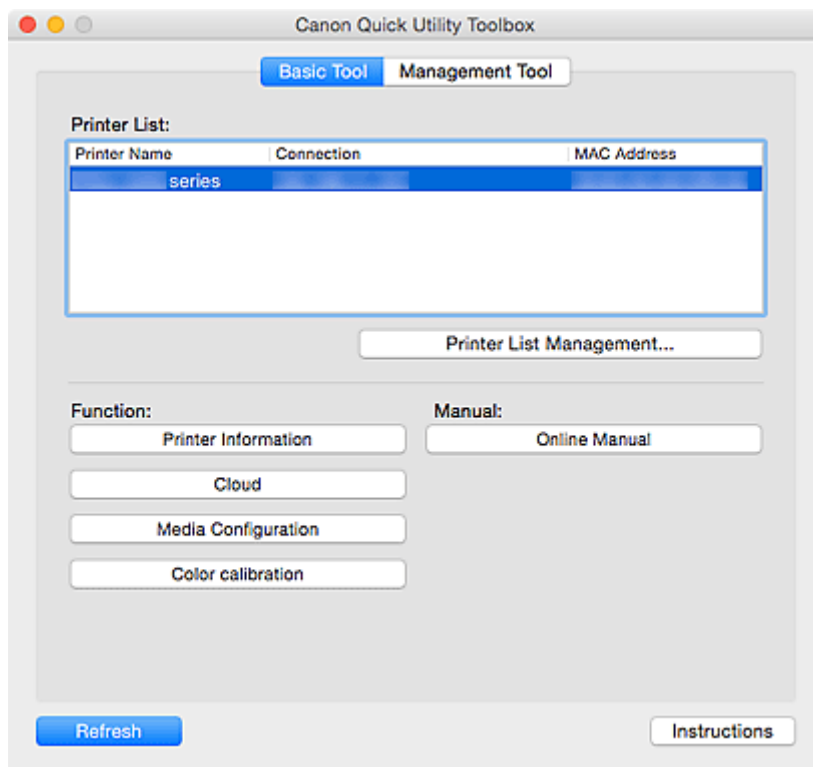 Canon Quick Utility Toolbox
Basic Tool Management Tool
Printer List:
Printer Name Connection MAC Address
series
Printer List Management...
Function: Manual:
Printer Information Online Manual
Cloud
Media Configuration
Color calibration
Refresh Instructions